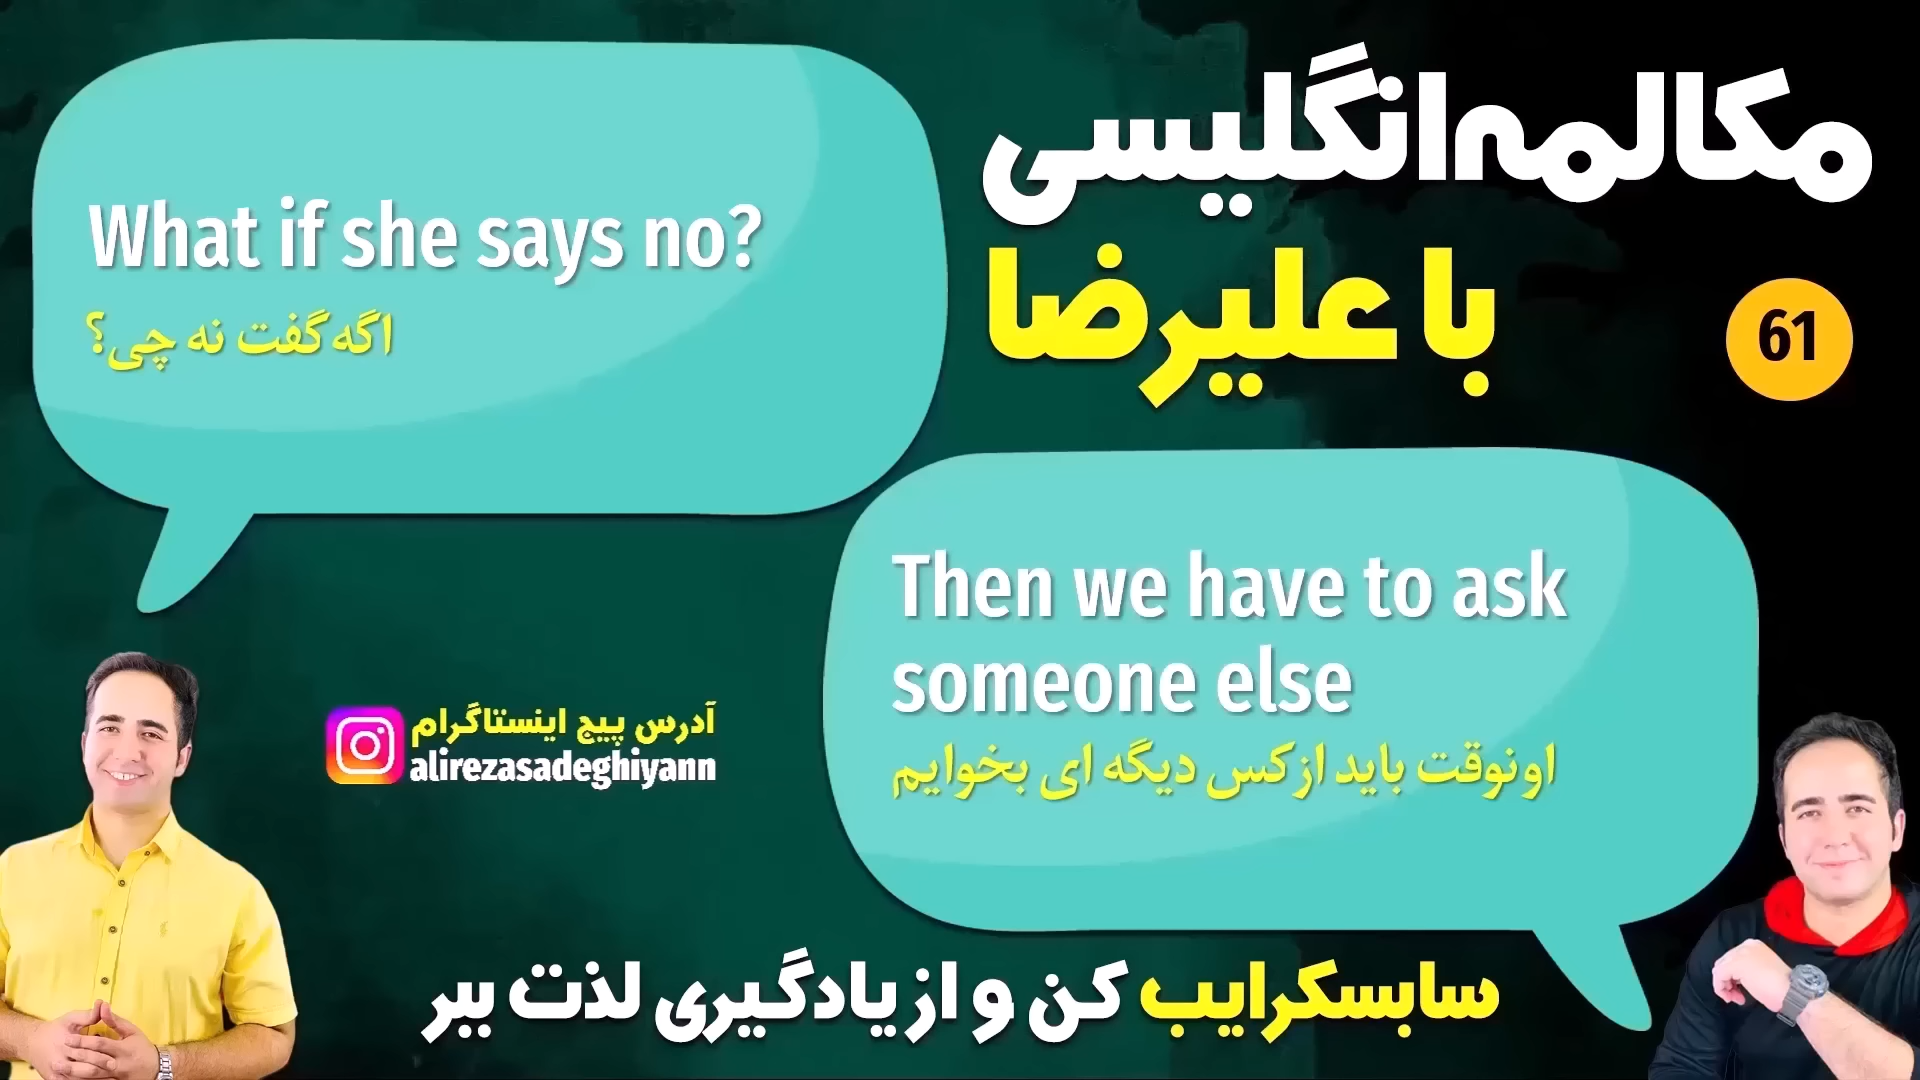 مکالمه انگلیسی
با علیرضا
61
What if she says no?
اگه گفت نه چی؟
Then we have to ask
someone else
اونوقت باید از کس دیگه ای بخوایم
آدرس پیج اینستاگرام
alirezasadeghiyann
سابسکرایب کن و از یادگیری لذت ببر